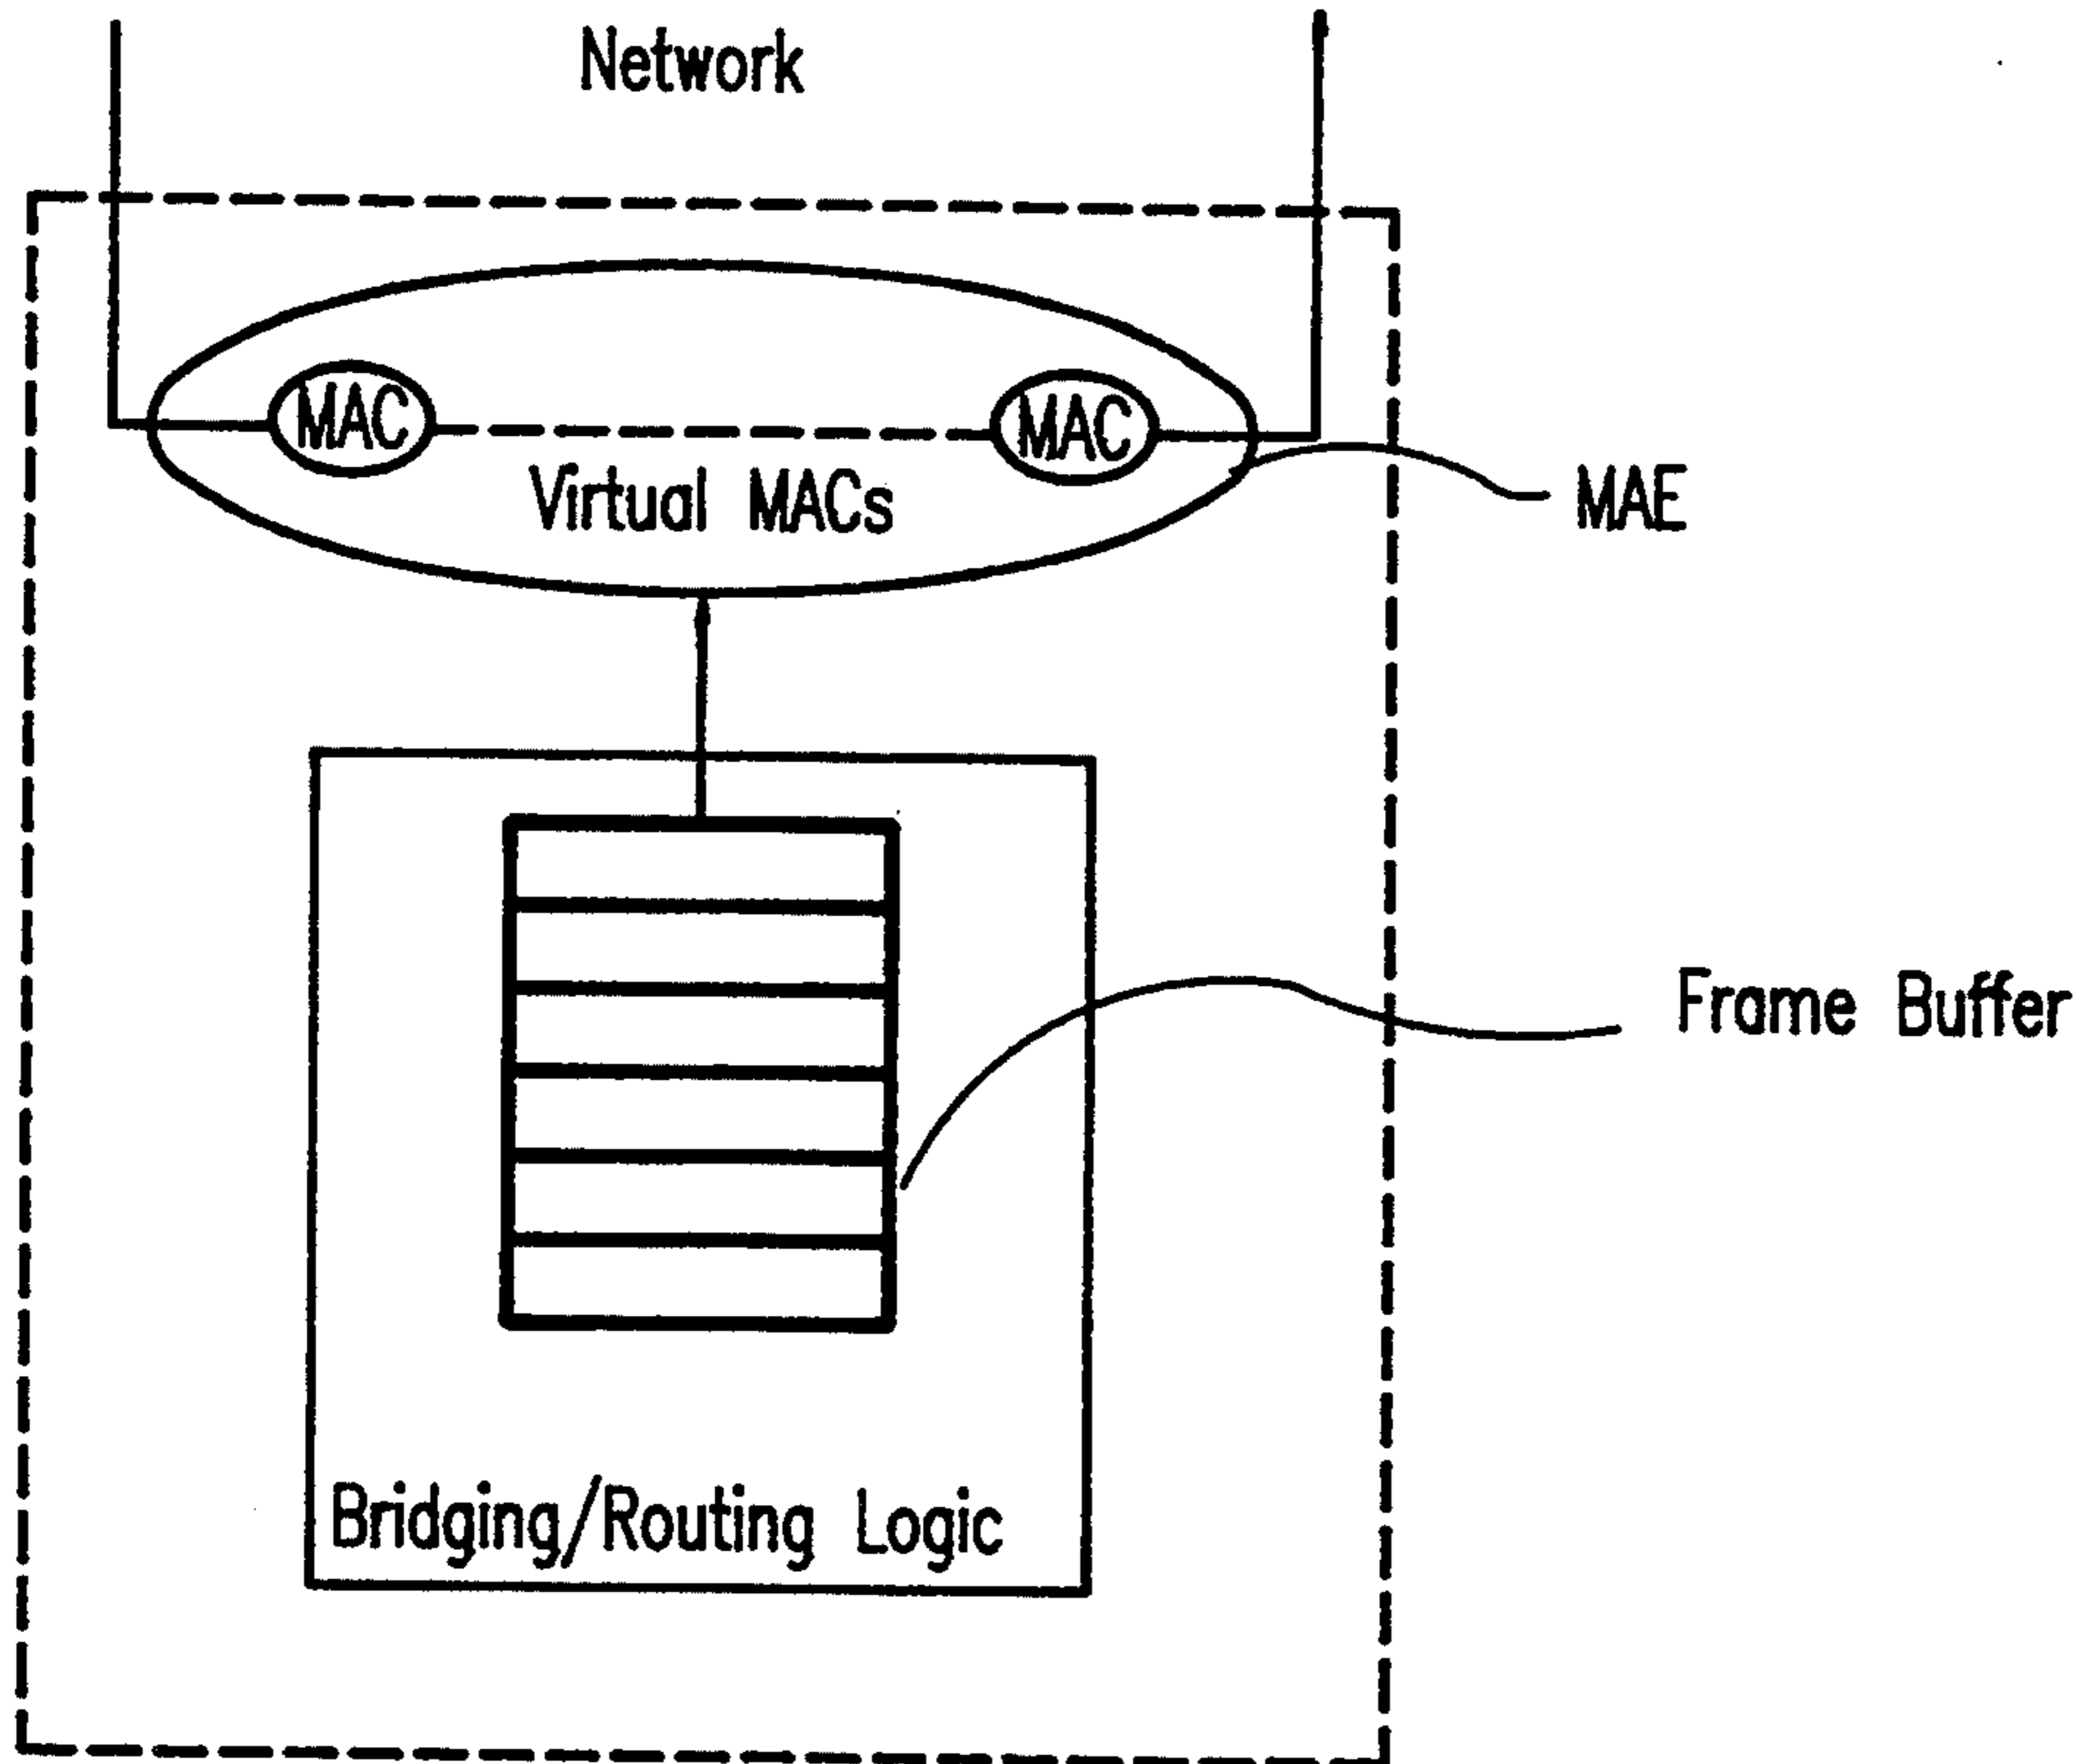 Network
MAC
MAC
Virtual MACs
MAE
Frame Buffer
Bridging/Routing Logic